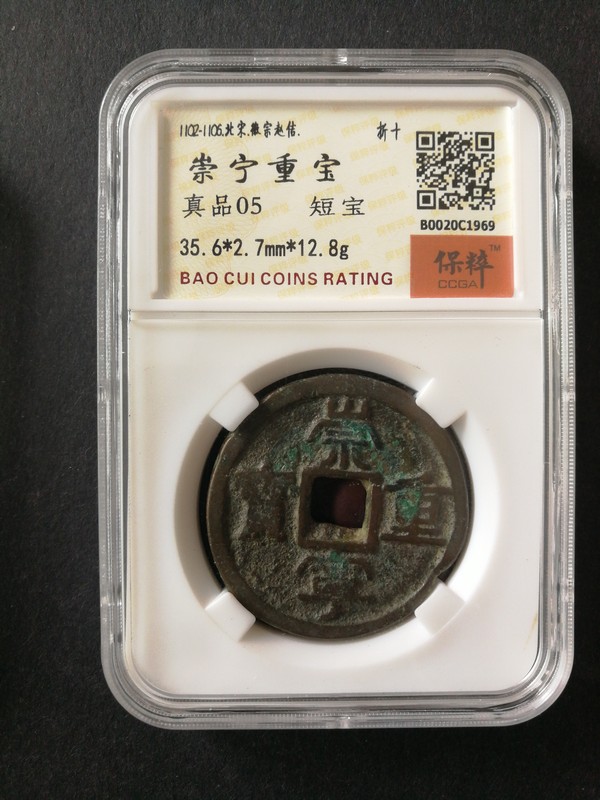 1102-1106.北宋.徽宗赵佶.
折十
崇宁重宝
真品05 短宝
B0020C1969
35.6*2.7mm*12.8g
BAO CUI COINS RATING
保粹 TM
CCGA
崇
寶 重
寧